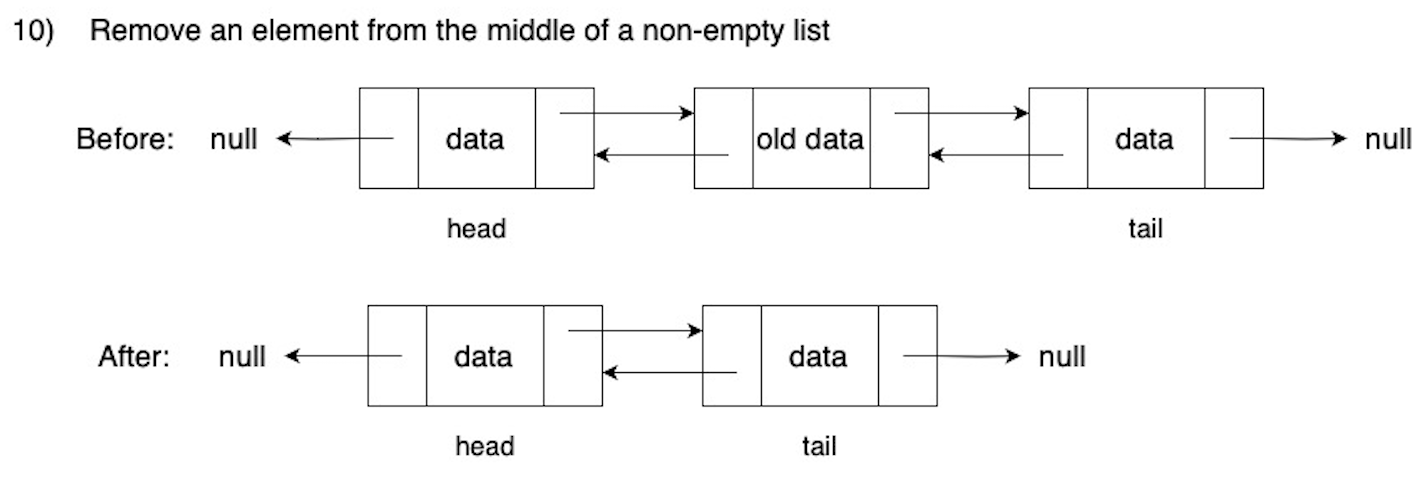 10) Remove an element from the middle of a non-empty list
Before: null data old data data null
head tail
After: null data data null
head tail